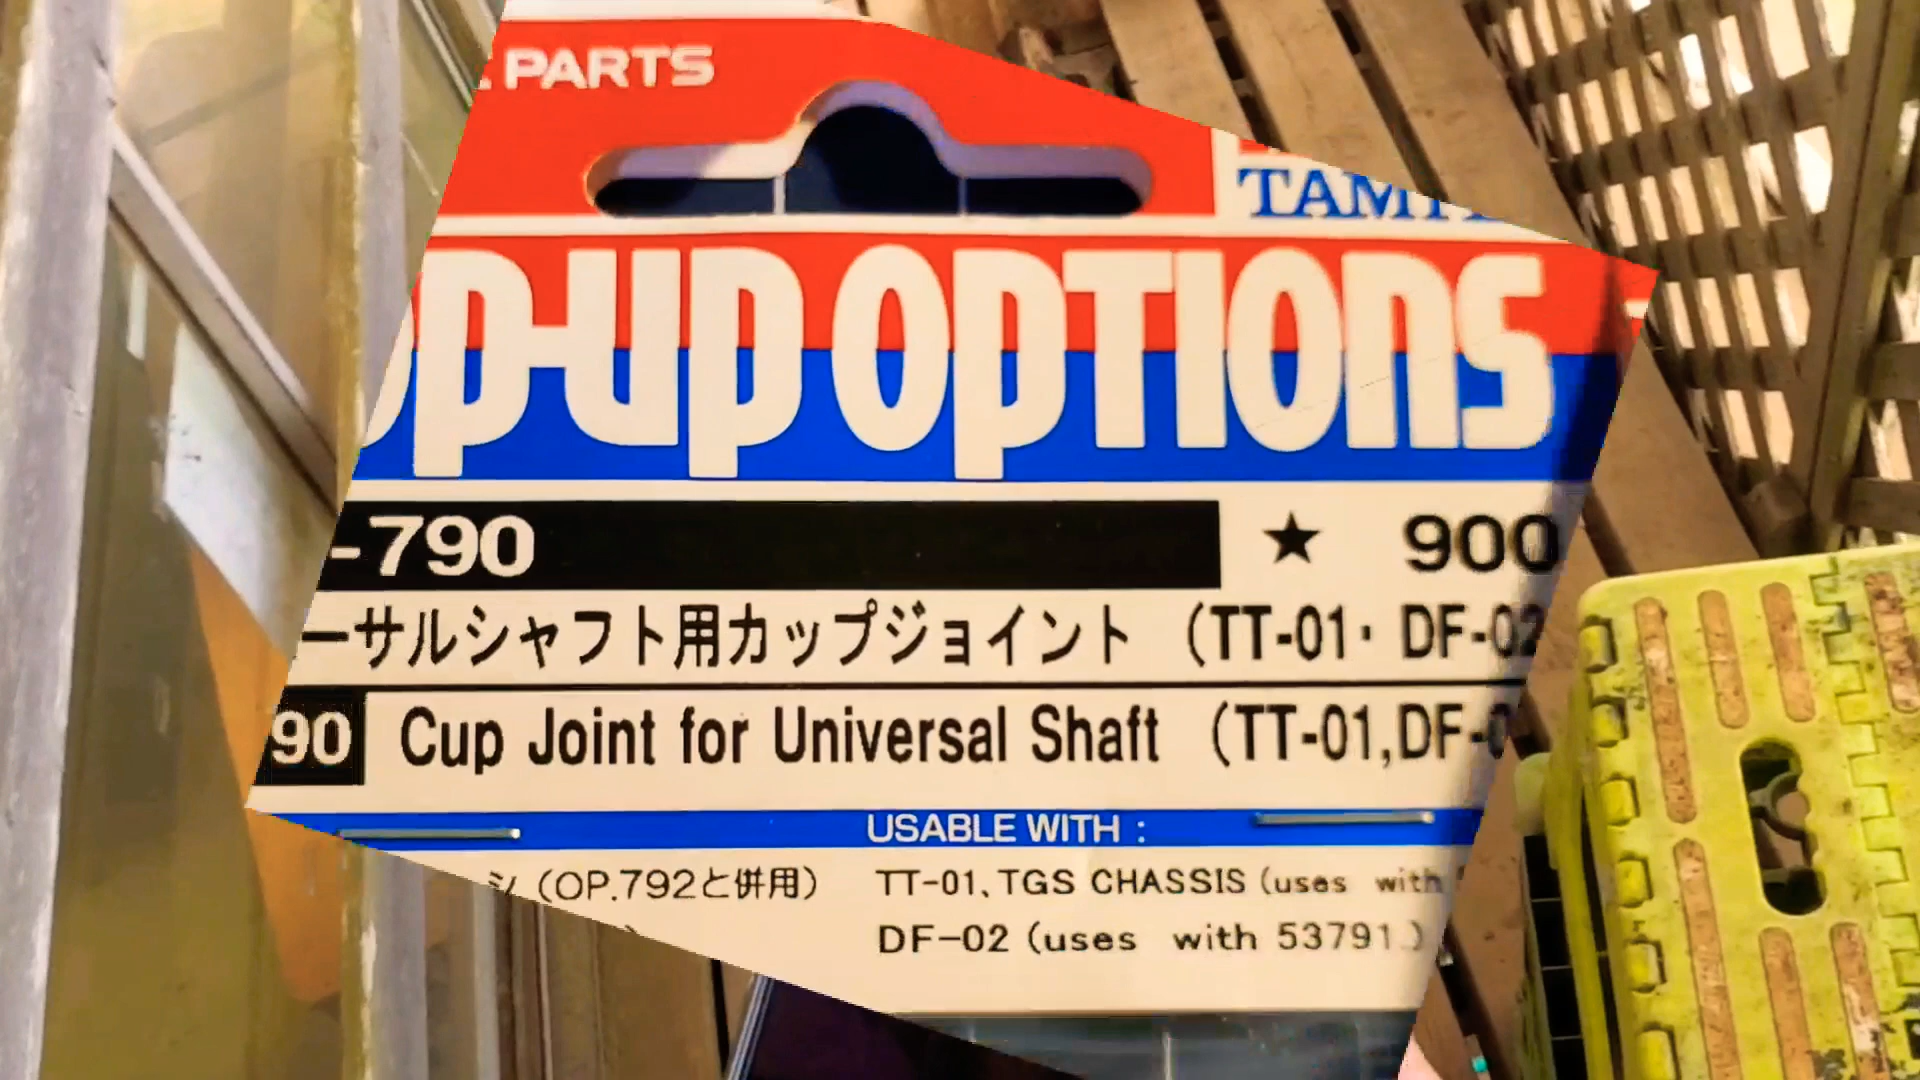 PARTS
TAMIYA
op-up OPTIONS
-790 ★ 900
ーサルシャフト用カップジョイント (TT-01・DF-02
90 Cup Joint for Universal Shaft (TT-01,DF-0
USABLE WITH :
シ (OP.792と併用) TT-01、TGS CHASSIS (uses with
DF-02 (uses with 53791)